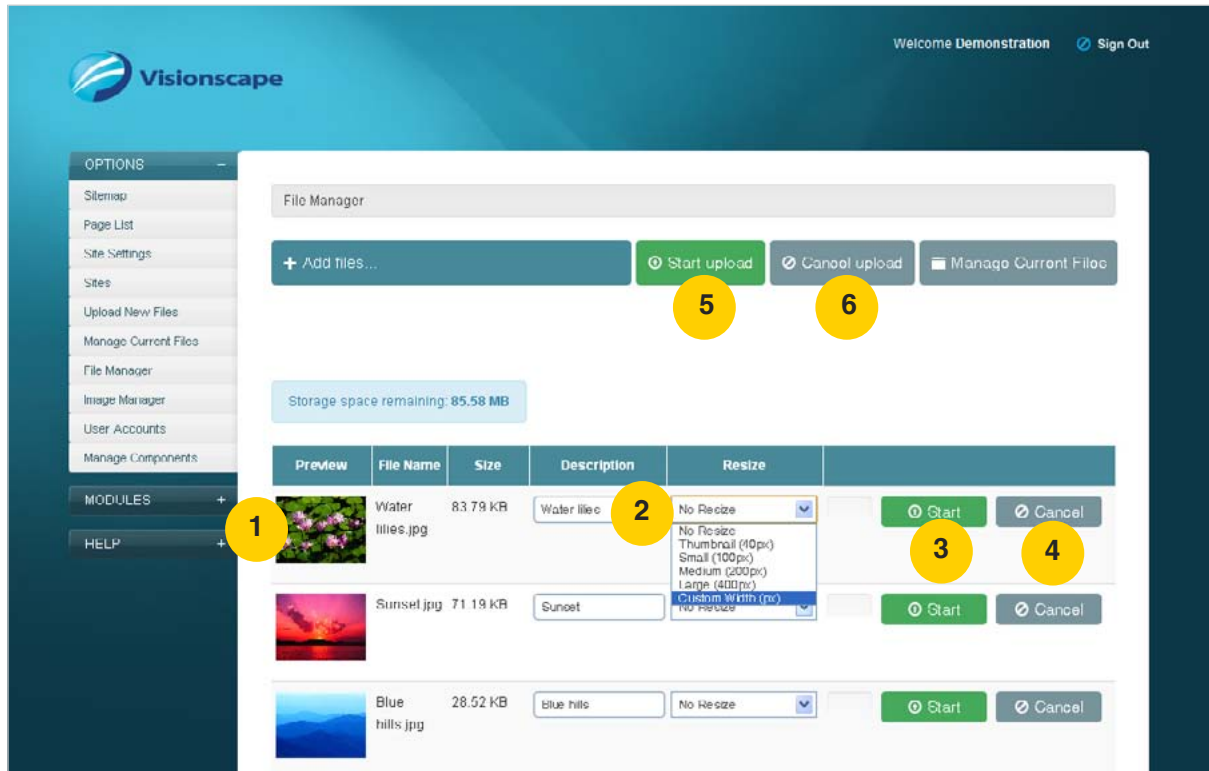 Welcome Demonstration Sign Out
Visionscape
OPTIONS –
Sitemap
Page List
Site Settings
Sites
Upload New Files
Manage Current Files
File Manager
Image Manager
User Accounts
Manage Components
MODULES +
HELP +
File Manager
+ Add files...
Start upload
Cancel upload
Manage Current Files
5
6
Storage space remaining: 85.58 MB
Preview File Name Size Description Resize
1
Water lilies.jpg
83.79 KB
Water lilies
2
No Resize
No Resize
Thumbnail (40px)
Small (100px)
Medium (200px)
Large (400px)
Custom Width (px)
Start
Cancel
3
4
Sunset.jpg 71.19 KB Sunset No Resize Start Cancel
Blue hills.jpg
28.52 KB Blue hills No Resize Start Cancel